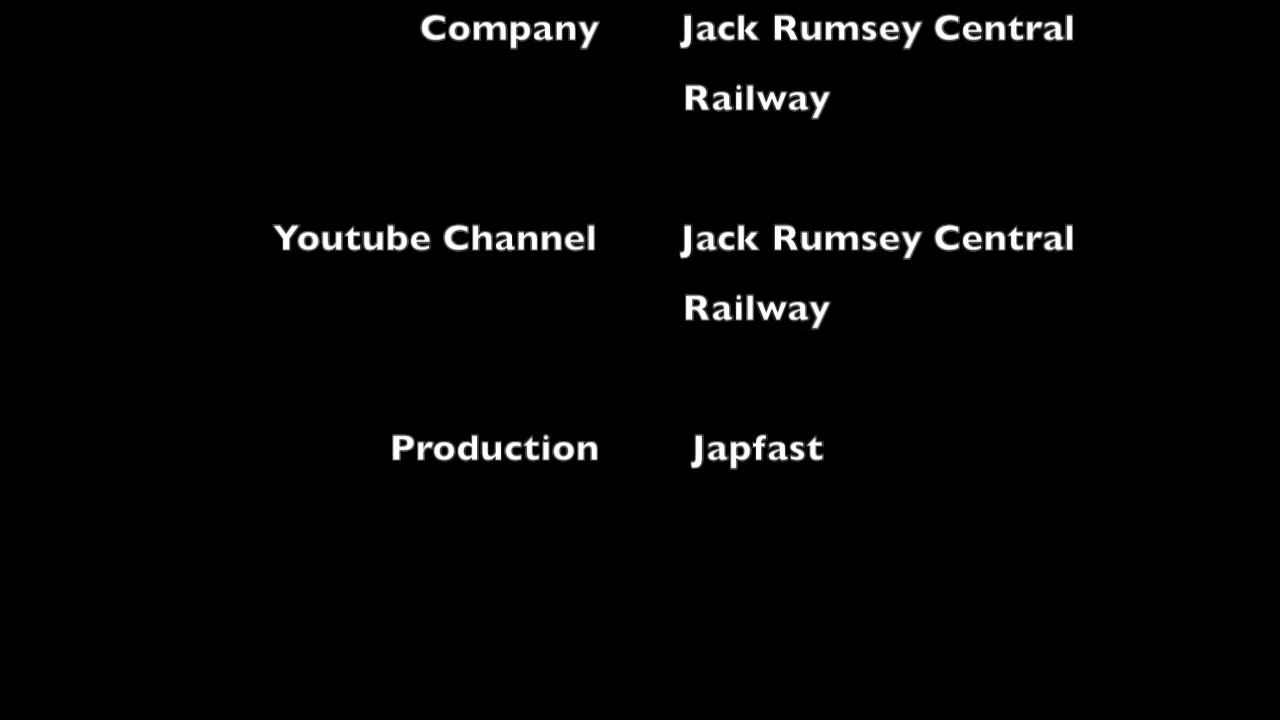 Company Jack Rumsey Central
Railway
Youtube Channel Jack Rumsey Central
Railway
Production Japfast